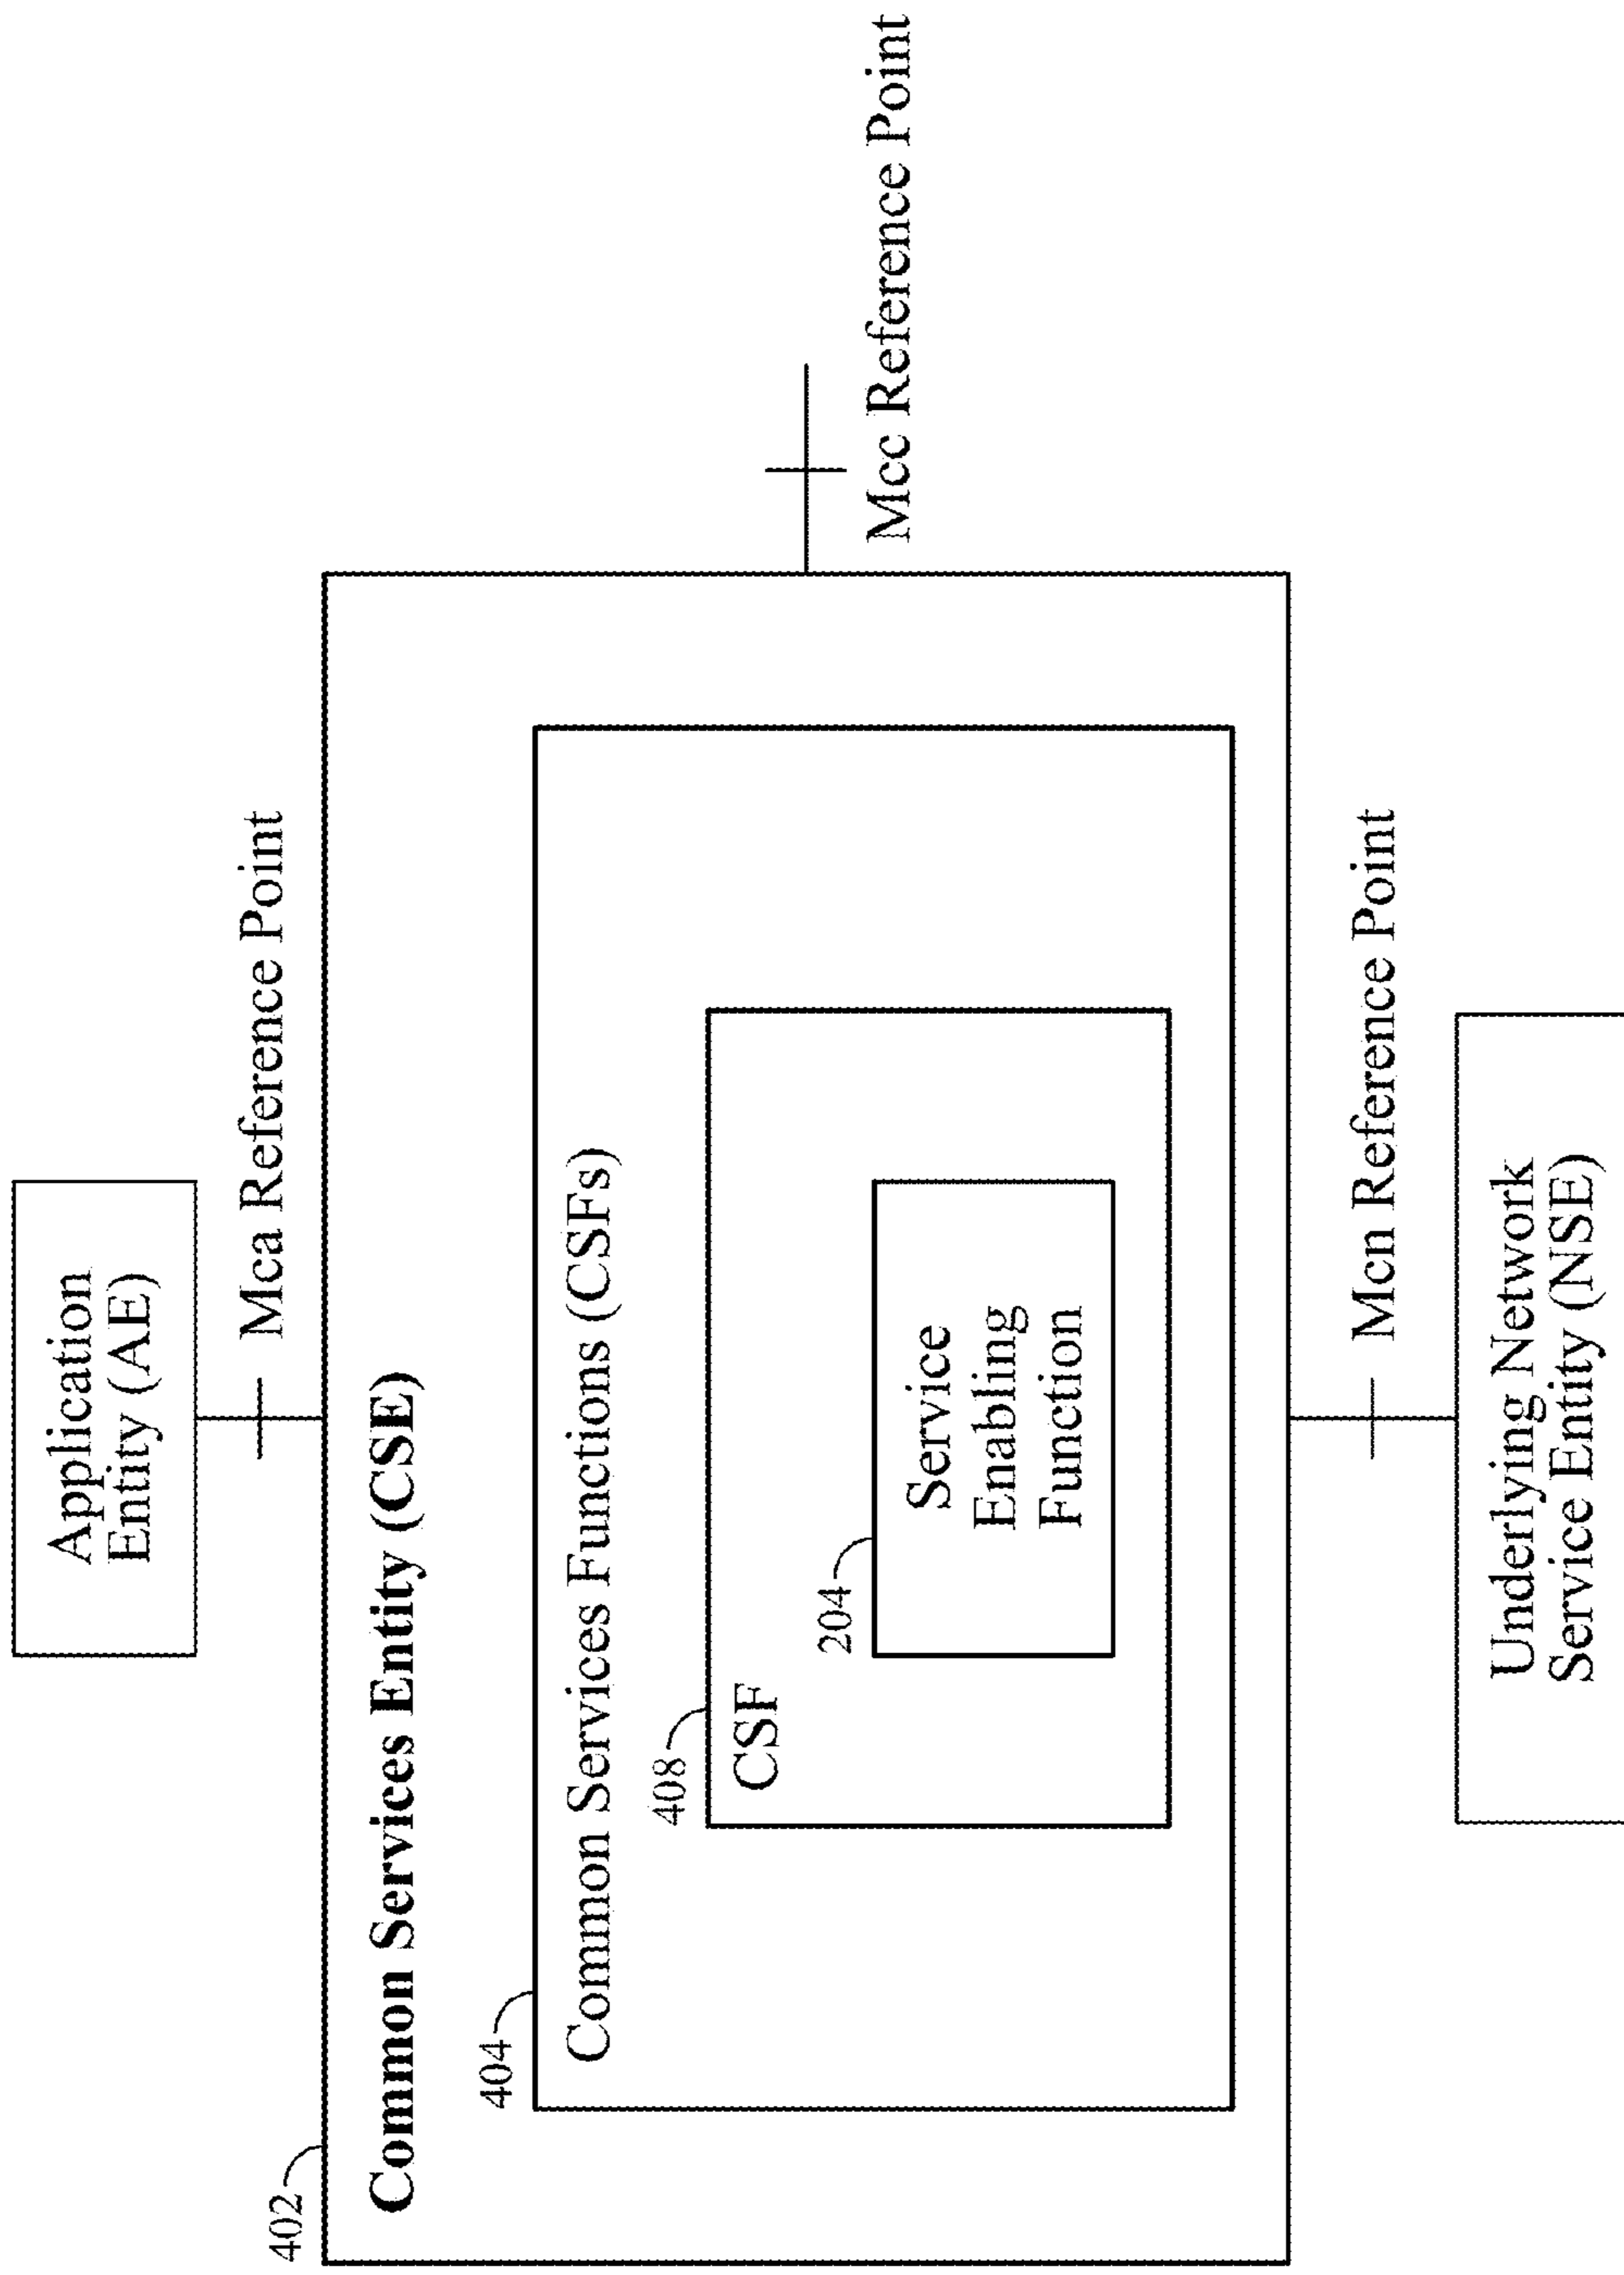 Application
Entity (AE)
Mca Reference Point
402
Common Services Entity (CSE)
404
Common Services Functions (CSFs)
408
CSF
204
Service
Enabling
Function
Mcc Reference Point
Mcn Reference Point
Underlying Network
Service Entity (NSE)